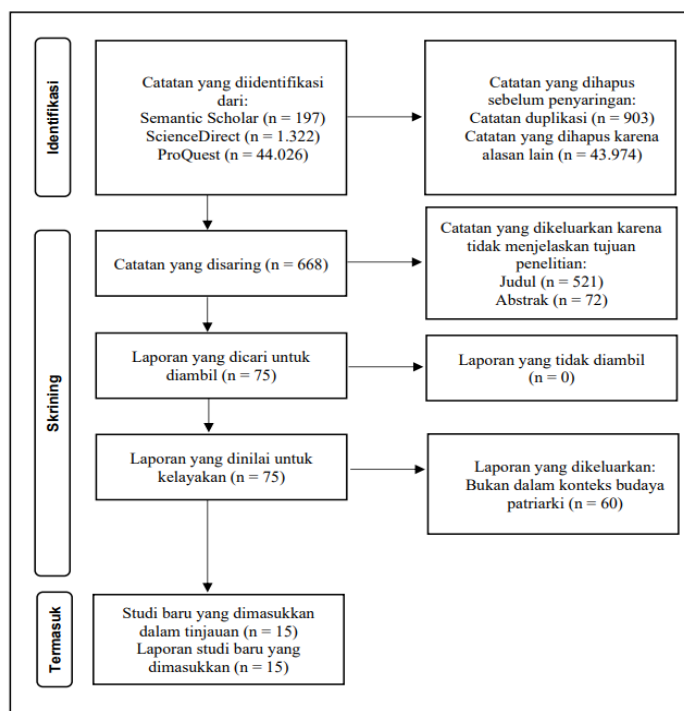 Identifikasi
Catatan yang diidentifikasi
dari:
Semantic Scholar (n = 197)
ScienceDirect (n = 1.322)
ProQuest (n = 44.026)
Catatan yang dihapus
sebelum penyaringan:
Catatan duplikasi (n = 903)
Catatan yang dihapus karena
alasan lain (n = 43.974)
Skrining
Catatan yang disaring (n = 668)
Catatan yang dikeluarkan karena
tidak menjelaskan tujuan
penelitian:
Judul (n = 521)
Abstrak (n = 72)
Laporan yang dicari untuk
diambil (n = 75)
Laporan yang tidak diambil
(n = 0)
Laporan yang dinilai untuk
kelayakan (n = 75)
Laporan yang dikeluarkan:
Bukan dalam konteks budaya
patriarki (n = 60)
Termasuk
Studi baru yang dimasukkan
dalam tinjauan (n = 15)
Laporan studi baru yang
dimasukkan (n = 15)